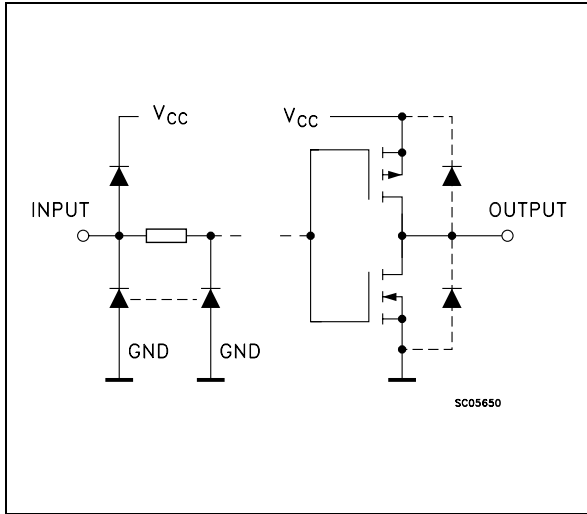 VCC
VCC
INPUT
OUTPUT
GND
GND
SC05650